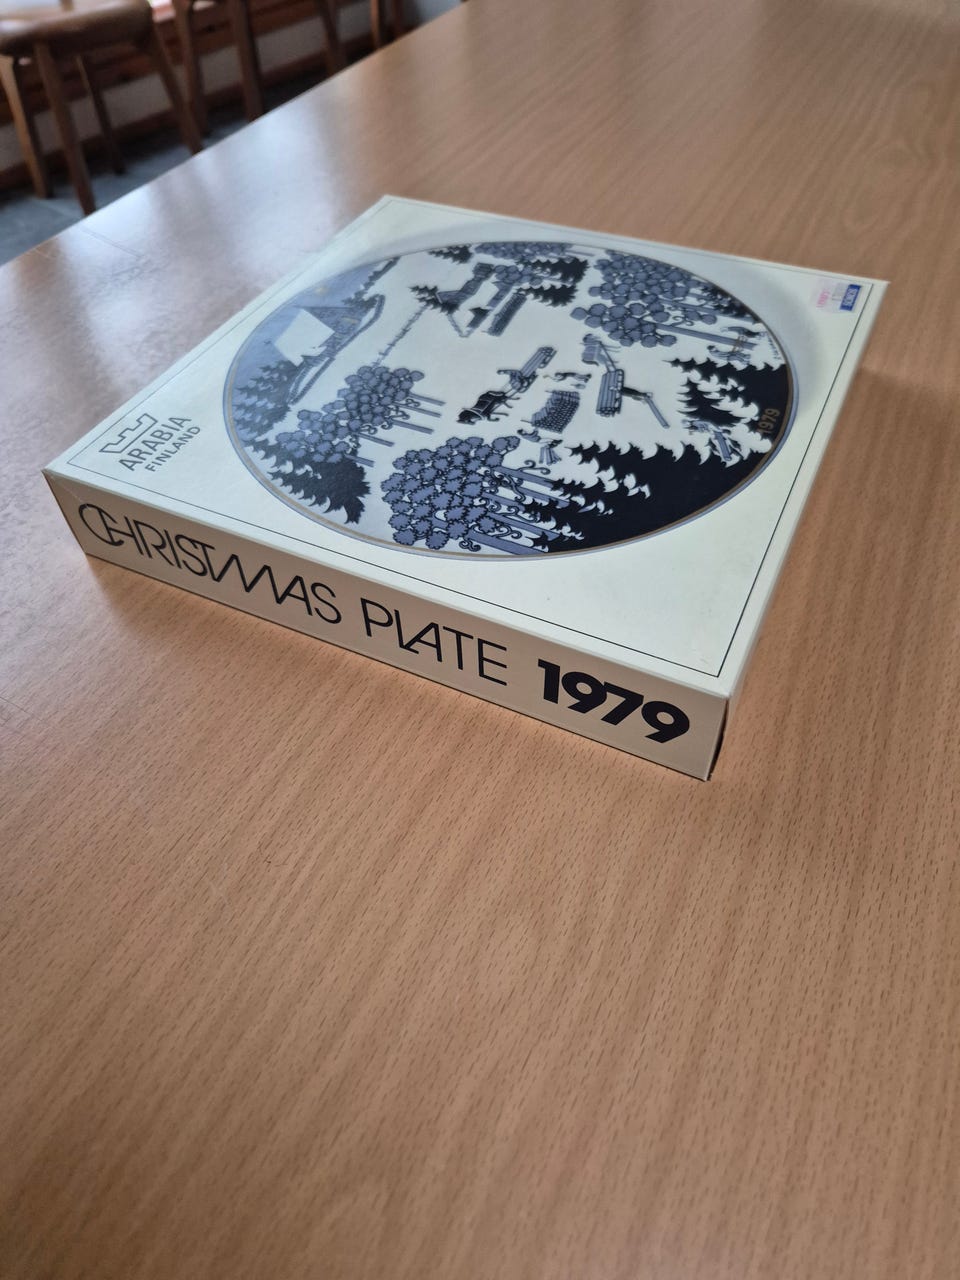 ARABIA
FINLAND
1979
CHRISTMAS PLATE 1979